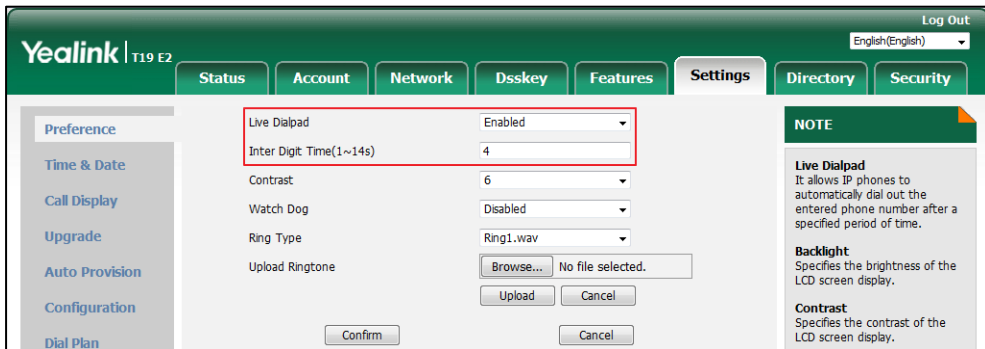 Log Out
Yealink T19 E2
English(English)
Status Account Network Dsskey Features Settings Directory Security
Preference
Time & Date
Call Display
Upgrade
Auto Provision
Configuration
Dial Plan
Live Dialpad Enabled
Inter Digit Time(1~14s) 4
Contrast 6
Watch Dog Disabled
Ring Type Ring1.wav
Upload Ringtone Browse... No file selected.
Upload Cancel
Confirm Cancel
NOTE
Live Dialpad
It allows IP phones to
automatically dial out the
entered phone number after a
specified period of time.
Backlight
Specifies the brightness of the
LCD screen display.
Contrast
Specifies the contrast of the
LCD screen display.